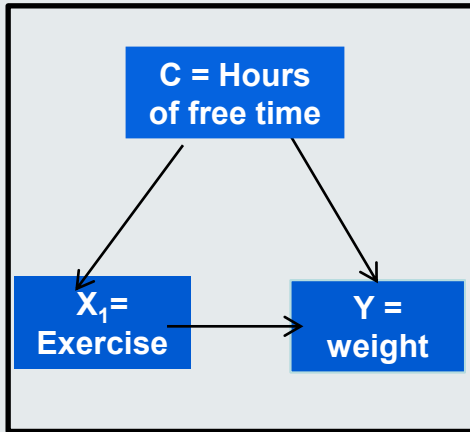 C = Hours
of free time
X₁=
Exercise
Y =
weight